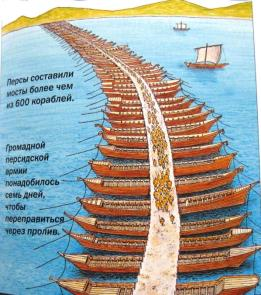 Персы составили
мосты более чем
из 600 кораблей.
Громадной
персидской
армии
понадобилось
семь дней,
чтобы
переправиться
через пролив.